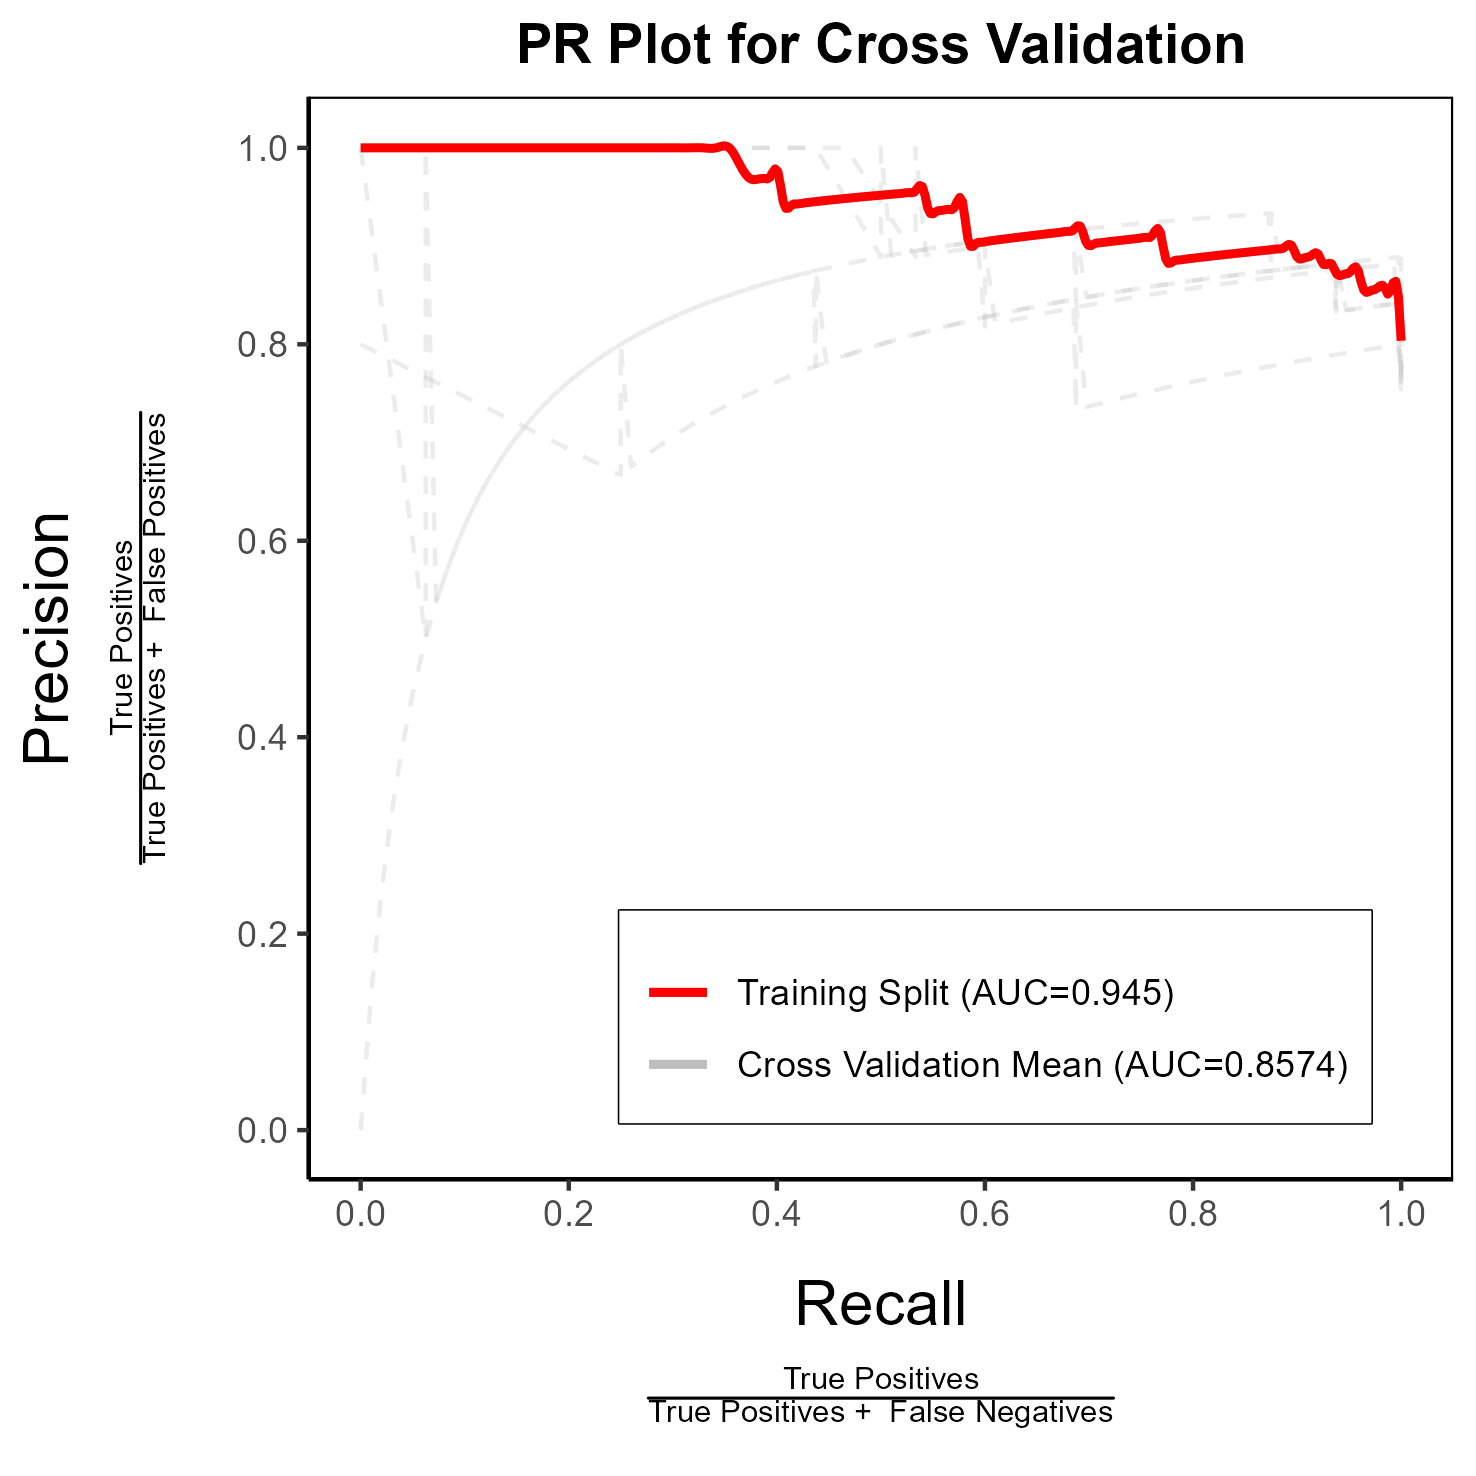 PR Plot for Cross Validation
Precision
True Positives
True Positives + False Positives
1.0
0.8
0.6
0.4
0.2
0.0
Training Split (AUC=0.945)
Cross Validation Mean (AUC=0.8574)
0.0 0.2 0.4 0.6 0.8 1.0
Recall
True Positives
True Positives + False Negatives